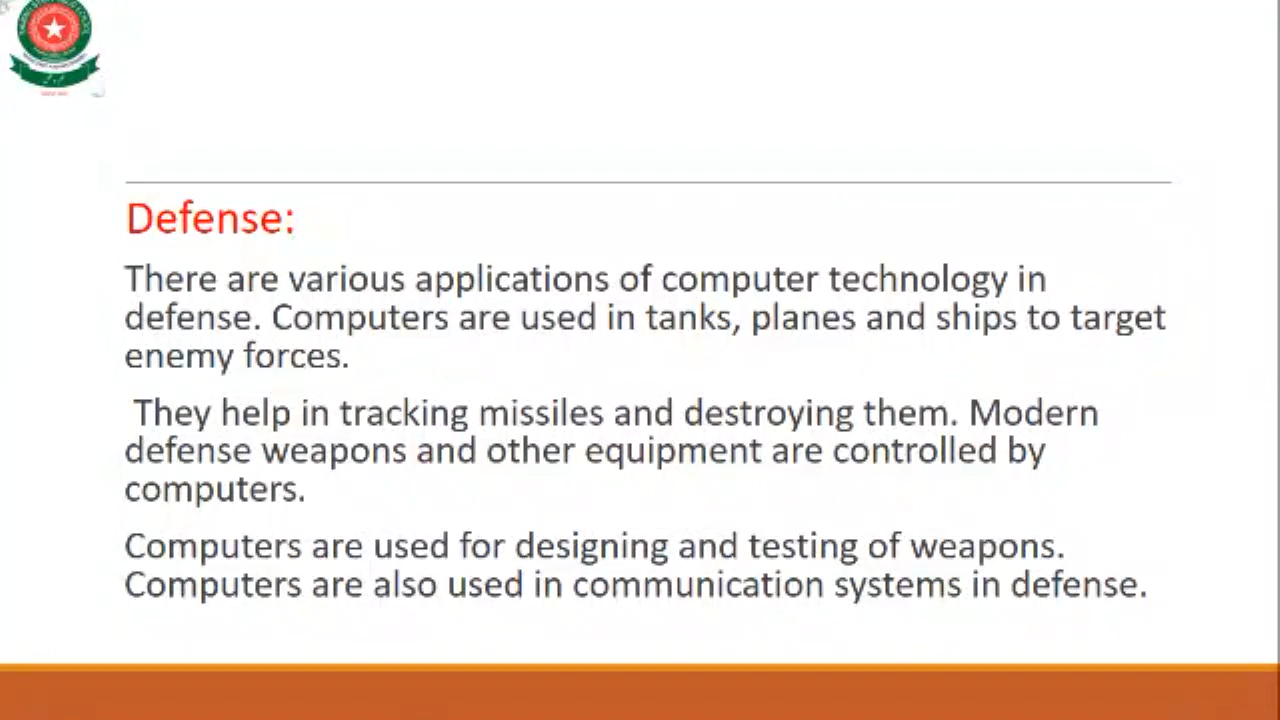 Defense:
There are various applications of computer technology in
defense. Computers are used in tanks, planes and ships to target
enemy forces.
They help in tracking missiles and destroying them. Modern
defense weapons and other equipment are controlled by
computers.
Computers are used for designing and testing of weapons.
Computers are also used in communication systems in defense.